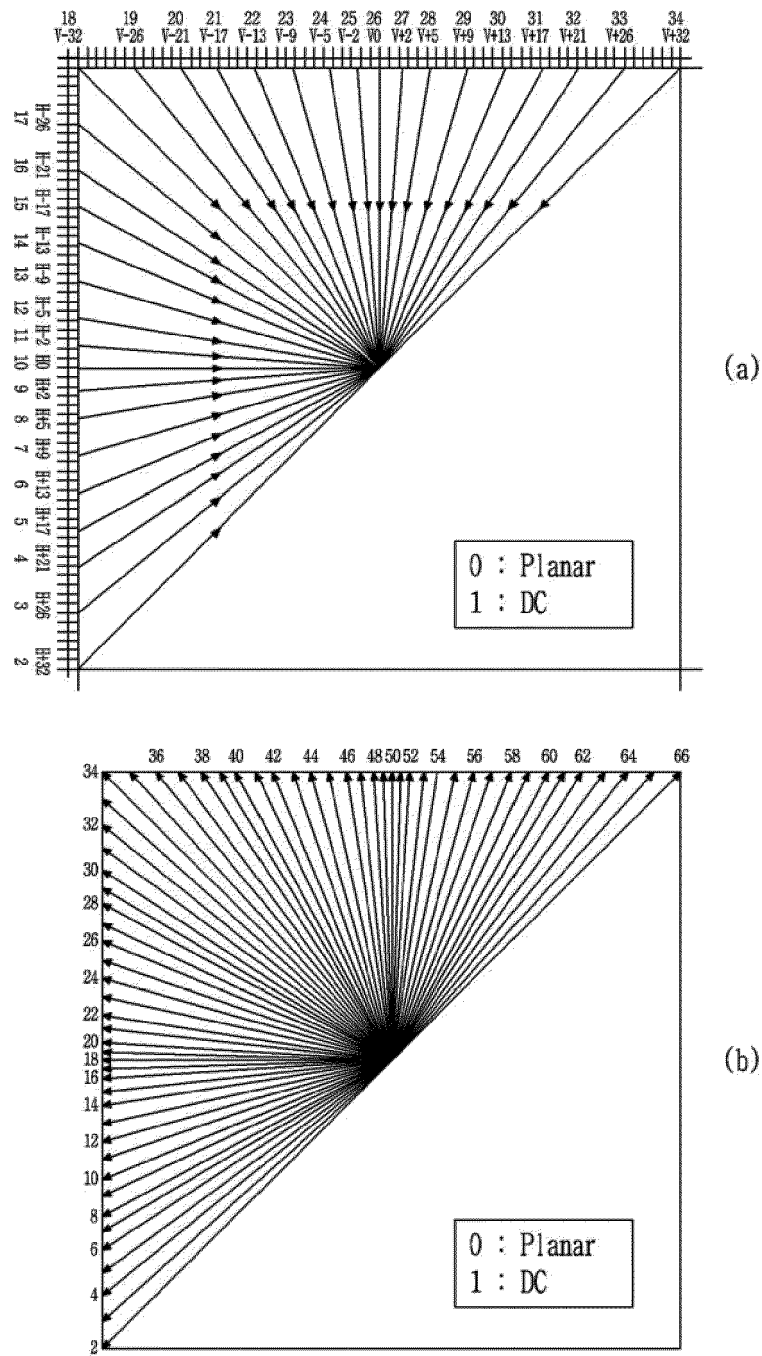 18 19 20 21 22 23 24 25 26 27 28 29 30 31 32 33 34
V-32 V-26 V-21 V-17 V-13 V-9 V-5 V-2 V0 V+2 V+5 V+9 V+13 V+17 V+21 V+26 V+32
17 H-26
16 H-21
15 H-17
14 H-13
13 H-9
12 H-5
11 H-2
10 H0
9 H+2
8 H+5
7 H+9
6 H+13
5 H+17
4 H+21
3 H+26
2 H+32
(a)
0 : Planar
1 : DC
34 36 38 40 42 44 46 48 50 52 54 56 58 60 62 64 66
32
30
28
26
24
22
20
18
16
14
12
10
8
6
4
2
(b)
0 : Planar
1 : DC